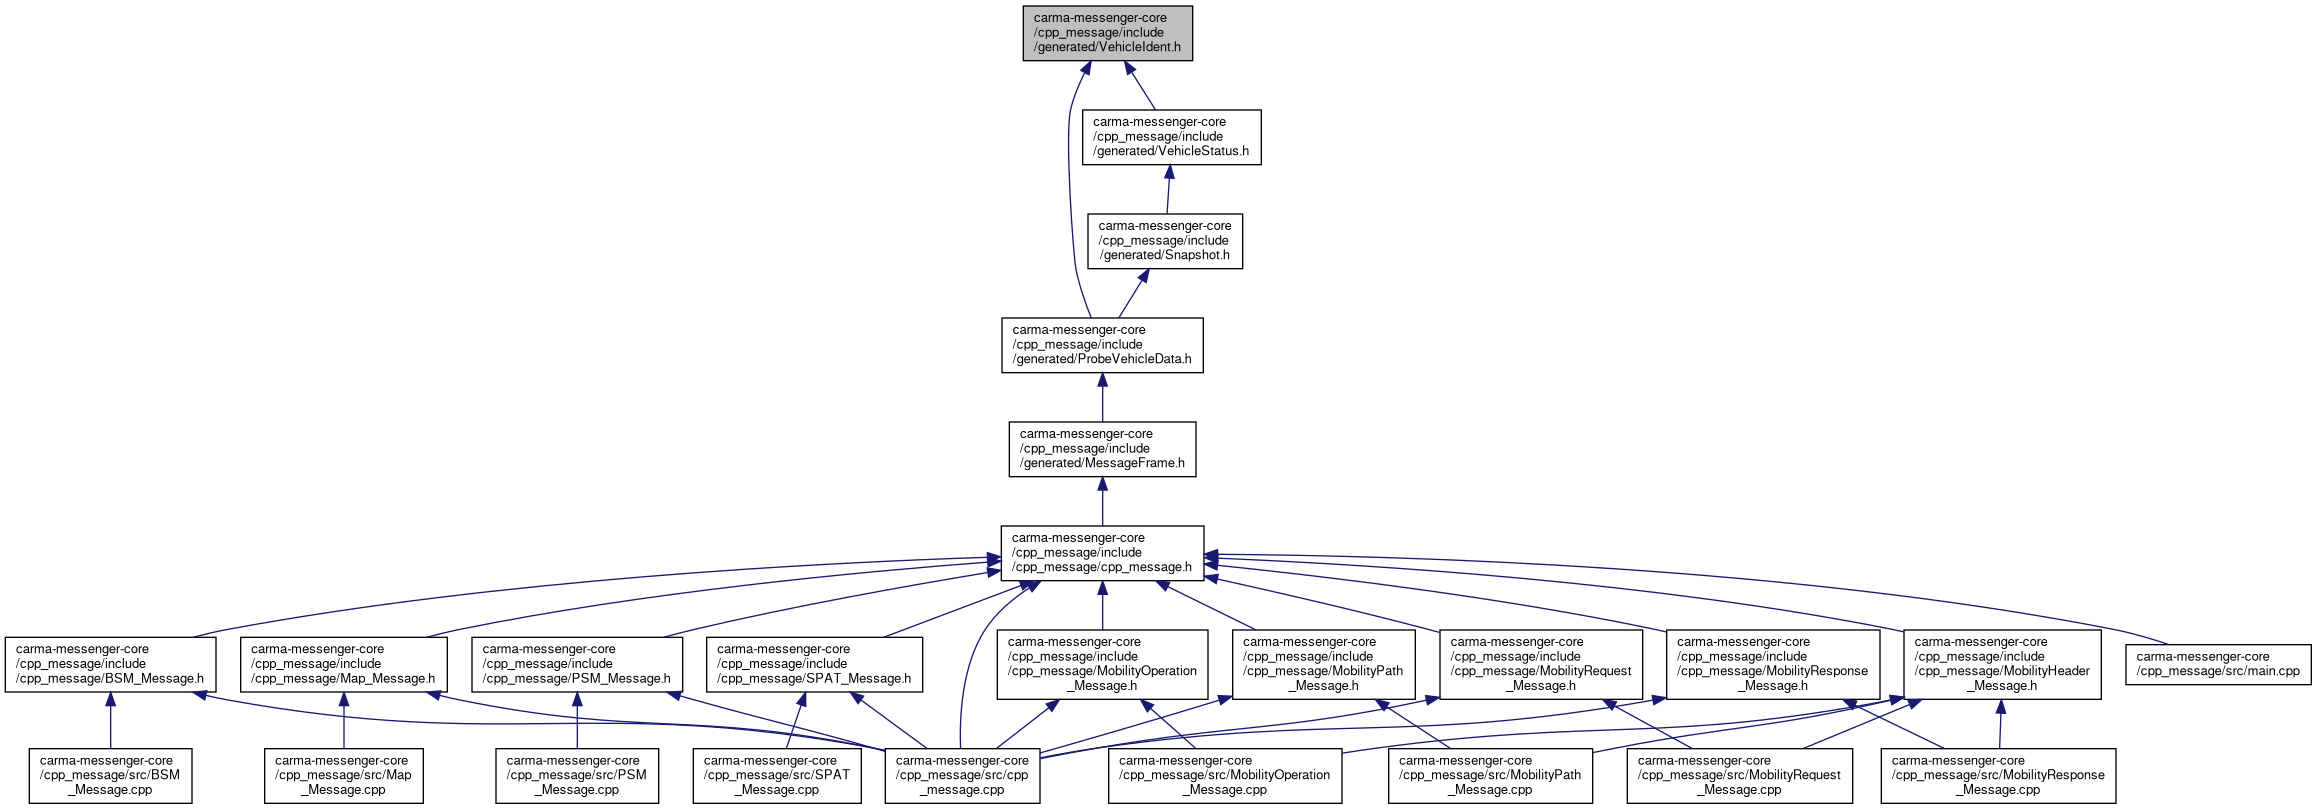 carma-messenger-core
/cpp_message/include
/generated/VehicleIdent.h
carma-messenger-core
/cpp_message/include
/generated/VehicleStatus.h
carma-messenger-core
/cpp_message/include
/generated/Snapshot.h
carma-messenger-core
/cpp_message/include
/generated/ProbeVehicleData.h
carma-messenger-core
/cpp_message/include
/generated/MessageFrame.h
carma-messenger-core
/cpp_message/include
/cpp_message/cpp_message.h
carma-messenger-core
/cpp_message/include
/cpp_message/BSM_Message.h
carma-messenger-core
/cpp_message/include
/cpp_message/Map_Message.h
carma-messenger-core
/cpp_message/include
/cpp_message/PSM_Message.h
carma-messenger-core
/cpp_message/include
/cpp_message/SPAT_Message.h
carma-messenger-core
/cpp_message/include
/cpp_message/MobilityOperation
_Message.h
carma-messenger-core
/cpp_message/include
/cpp_message/MobilityPath
_Message.h
carma-messenger-core
/cpp_message/include
/cpp_message/MobilityRequest
_Message.h
carma-messenger-core
/cpp_message/include
/cpp_message/MobilityResponse
_Message.h
carma-messenger-core
/cpp_message/include
/cpp_message/MobilityHeader
_Message.h
carma-messenger-core
/cpp_message/src/main.cpp
carma-messenger-core
/cpp_message/src/BSM
_Message.cpp
carma-messenger-core
/cpp_message/src/Map
_Message.cpp
carma-messenger-core
/cpp_message/src/PSM
_Message.cpp
carma-messenger-core
/cpp_message/src/SPAT
_Message.cpp
carma-messenger-core
/cpp_message/src/cpp
_message.cpp
carma-messenger-core
/cpp_message/src/MobilityOperation
_Message.cpp
carma-messenger-core
/cpp_message/src/MobilityPath
_Message.cpp
carma-messenger-core
/cpp_message/src/MobilityRequest
_Message.cpp
carma-messenger-core
/cpp_message/src/MobilityResponse
_Message.cpp